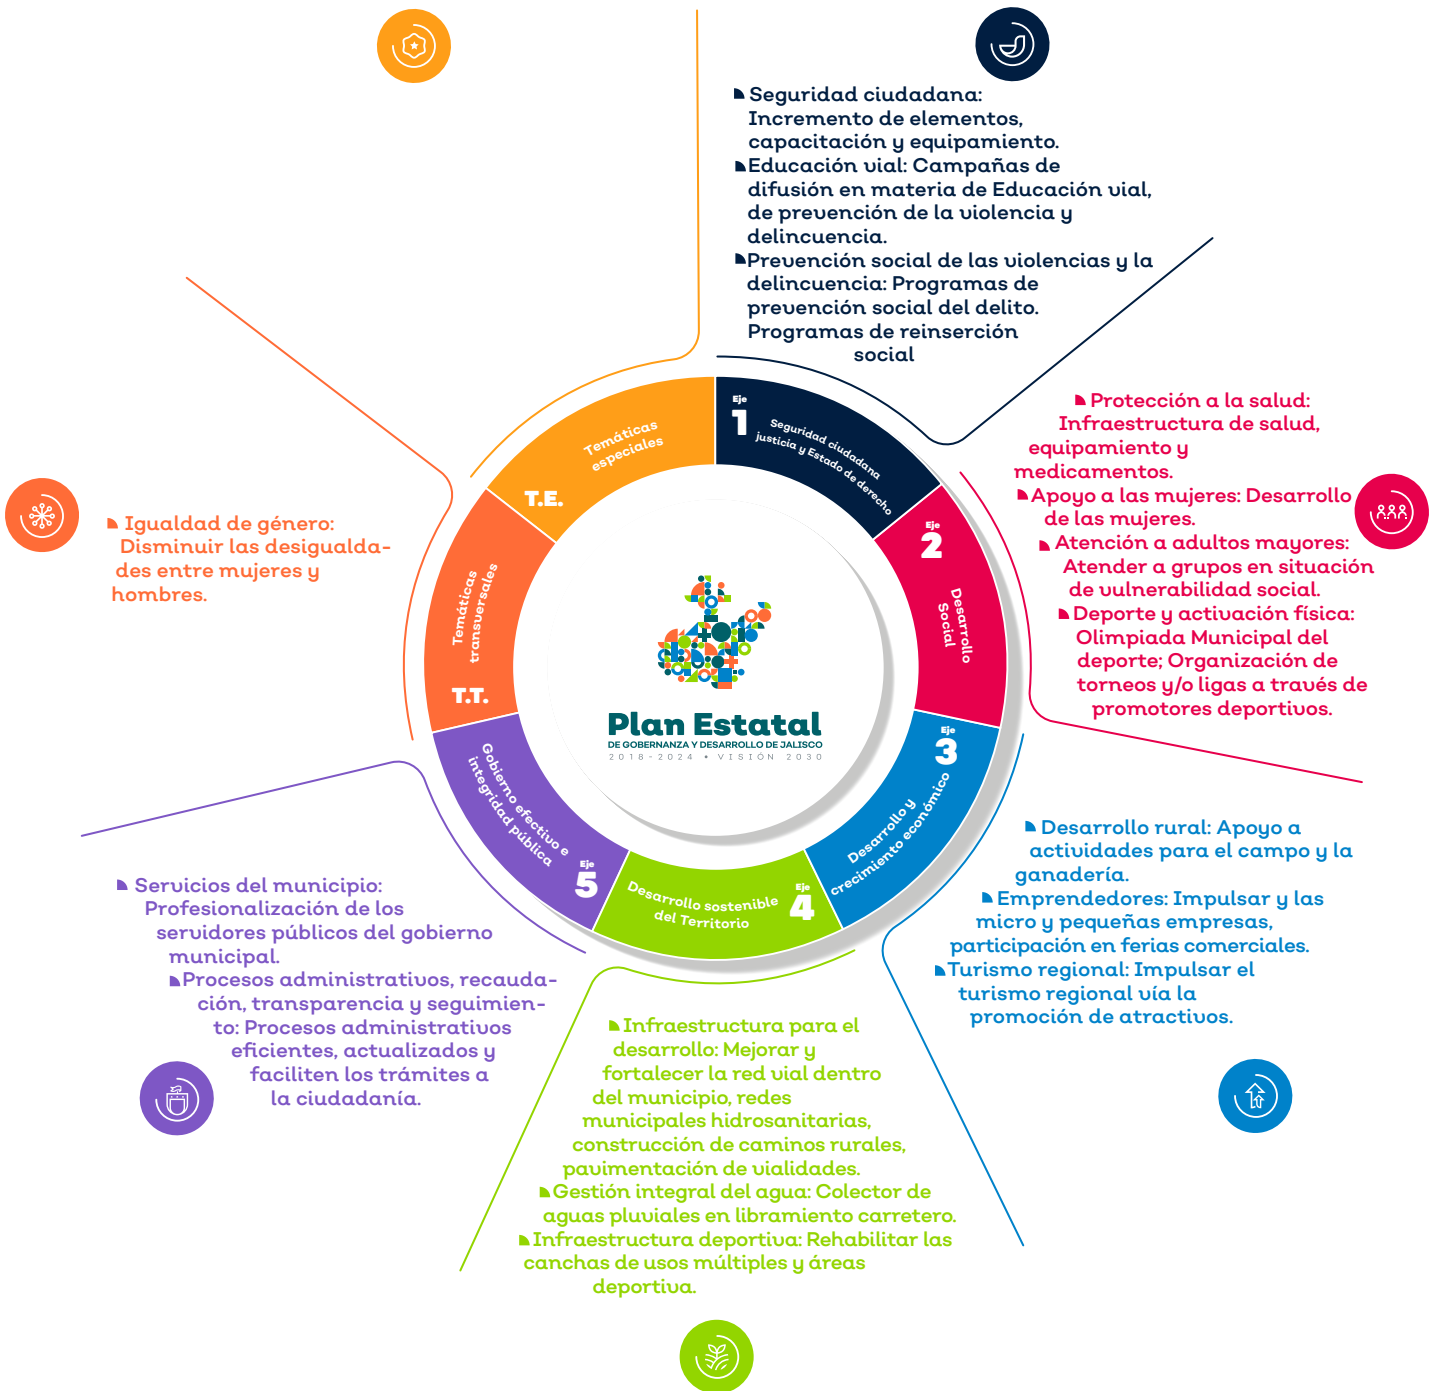 Seguridad ciudadana:
Incremento de elementos,
capacitación y equipamiento.
Educación vial: Campañas de
difusión en materia de Educación vial,
de prevención de la violencia y
delincuencia.
Prevención social de las violencias y la
delincuencia: Programas de
prevención social del delito.
Programas de reinserción
social
Protección a la salud:
Infraestructura de salud,
equipamiento y
medicamentos.
Apoyo a las mujeres: Desarrollo
de las mujeres.
Atención a adultos mayores:
Atender a grupos en situación
de vulnerabilidad social.
Deporte y activación física:
Olimpiada Municipal del
deporte; Organización de
torneos y/o ligas a través de
promotores deportivos.
Desarrollo rural: Apoyo a
actividades para el campo y la
ganadería.
Emprendedores: Impulsar y las
micro y pequeñas empresas,
participación en ferias comerciales.
Turismo regional: Impulsar el
turismo regional vía la
promoción de atractivos.
Infraestructura para el
desarrollo: Mejorar y
fortalecer la red vial dentro
del municipio, redes
municipales hidrosanitarias,
construcción de caminos rurales,
pavimentación de vialidades.
Gestión integral del agua: Colector de
aguas pluviales en libramiento carretero.
Infraestructura deportiva: Rehabilitar las
canchas de usos múltiples y áreas
deportiva.
Servicios del municipio:
Profesionalización de los
servidores públicos del gobierno
municipal.
Procesos administrativos, recauda-
ción, transparencia y seguimien-
to: Procesos administrativos
eficientes, actualizados y
faciliten los trámites a
la ciudadanía.
Igualdad de género:
Disminuir las desigualda-
des entre mujeres y
hombres.
Eje
1
Seguridad ciudadana
justicia y Estado de derecho
Eje
2
Desarrollo
Social
Eje
3
Desarrollo y
crecimiento económico
Eje
4
Desarrollo sostenible
del Territorio
Eje
5
Gobierno efectivo e
integridad pública
T.T.
Temáticas
transversales
T.E.
Temáticas
especiales
Plan Estatal
DE GOBERNANZA Y DESARROLLO DE JALISCO
2018-2024 • VISIÓN 2030